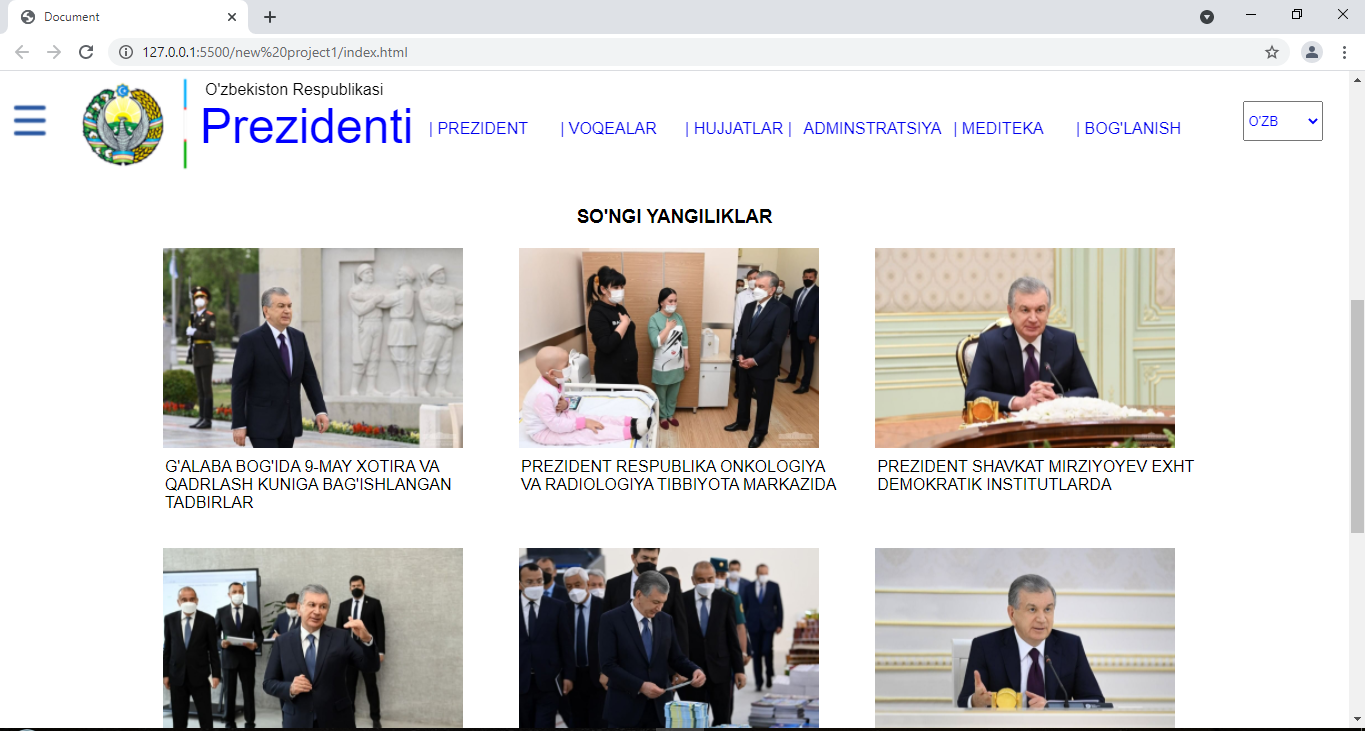 Document
127.0.0.1:5500/new%20project1/index.html
O'zbekiston Respublikasi
Prezidenti
| PREZIDENT | VOQEALAR | HUJJATLAR | ADMINSTRATSIYA | MEDITEKA | BOG'LANISH
O'ZB
SO'NGI YANGILIKLAR
G'ALABA BOG'IDA 9-MAY XOTIRA VA
QADRLASH KUNIGA BAG'ISHLANGAN
TADBIRLAR
PREZIDENT RESPUBLIKA ONKOLOGIYA
VA RADIOLOGIYA TIBBIYOTA MARKAZIDA
PREZIDENT SHAVKAT MIRZIYOYEV EXHT
DEMOKRATIK INSTITUTLARDA